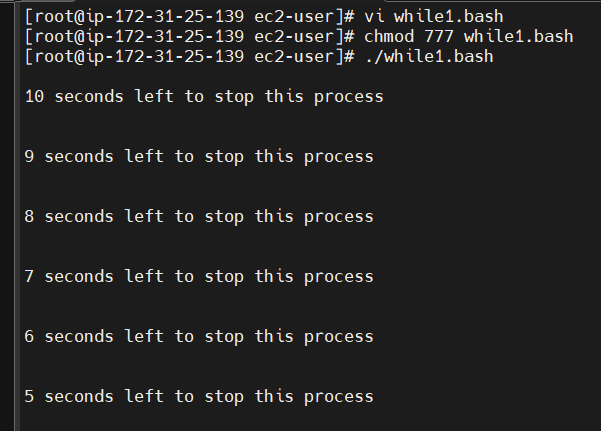 [root@ip-172-31-25-139 ec2-user]# vi while1.bash
[root@ip-172-31-25-139 ec2-user]# chmod 777 while1.bash
[root@ip-172-31-25-139 ec2-user]# ./while1.bash
10 seconds left to stop this process
9 seconds left to stop this process
8 seconds left to stop this process
7 seconds left to stop this process
6 seconds left to stop this process
5 seconds left to stop this process